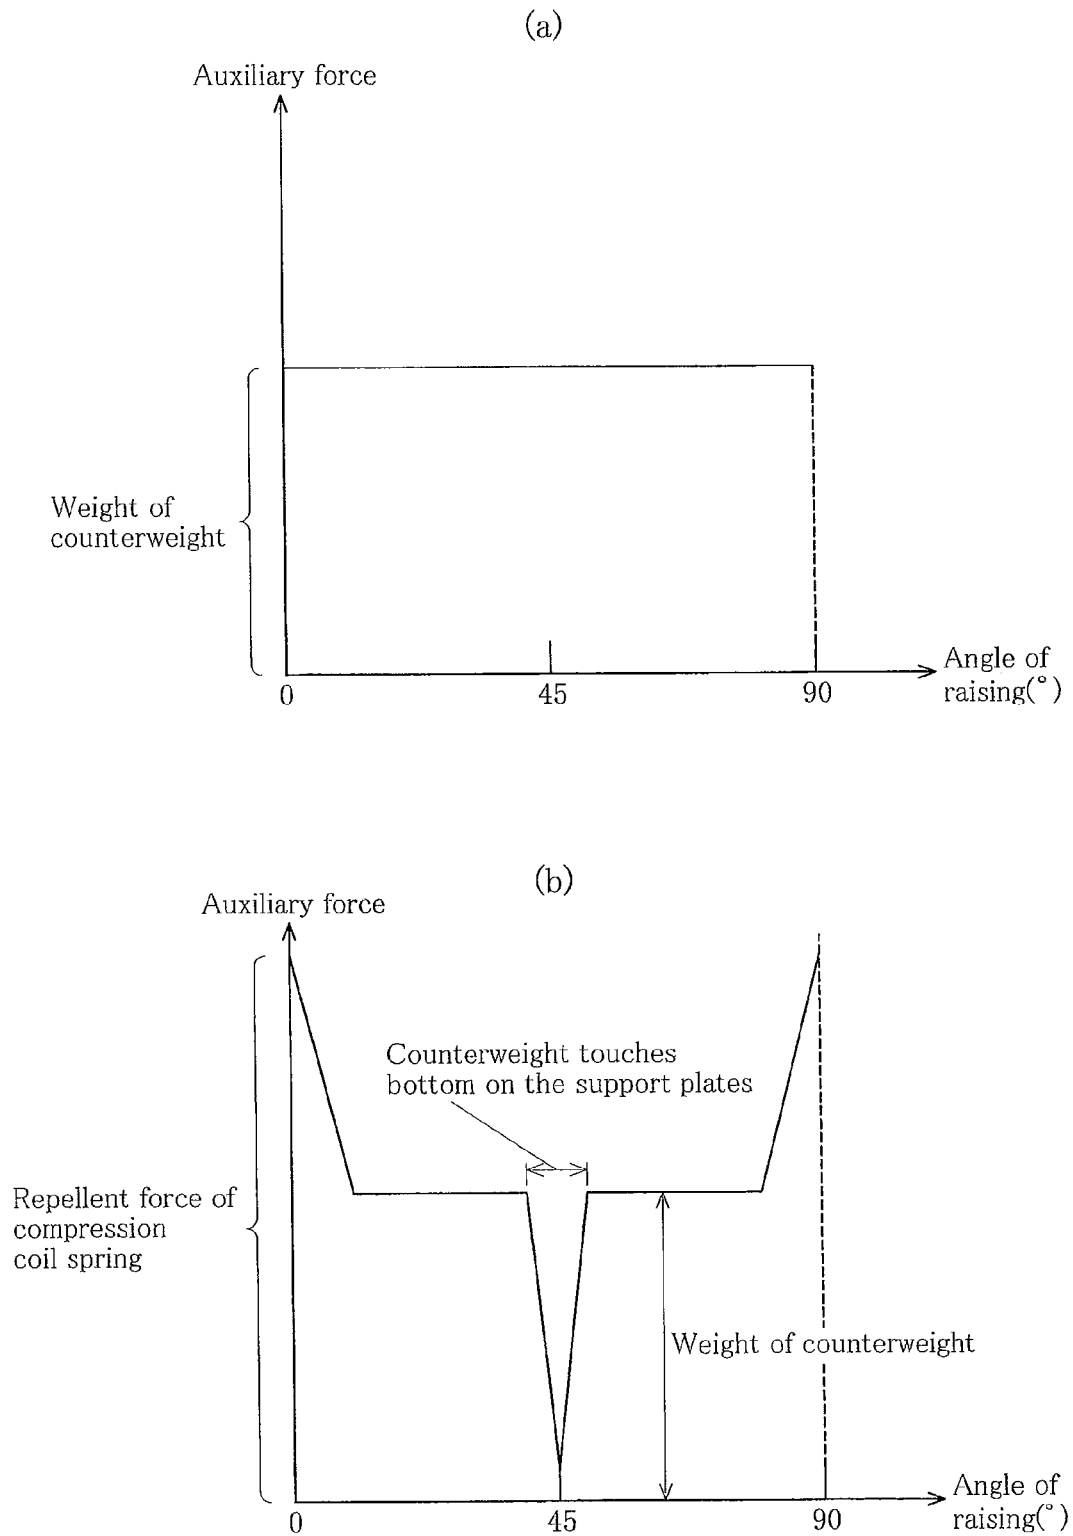 (a)
Auxiliary force
Weight of
counterweight
Angle of
raising(°)
0
45
90
(b)
Auxiliary force
Counterweight touches
bottom on the support plates
Repellent force of
compression
coil spring
Weight of counterweight
Angle of
raising(°)
0
45
90